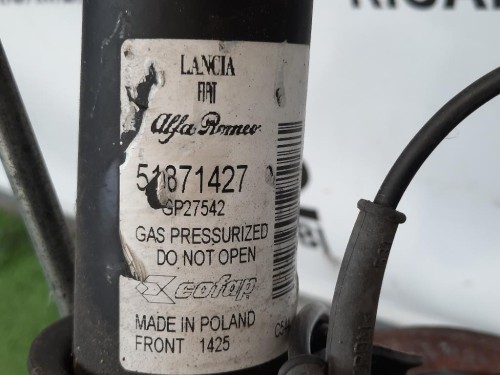 LANCIA
FIAT
Alfa Romeo
51871427
GP27542
GAS PRESSURIZED
DO NOT OPEN
cofap
MADE IN POLAND
FRONT 1425